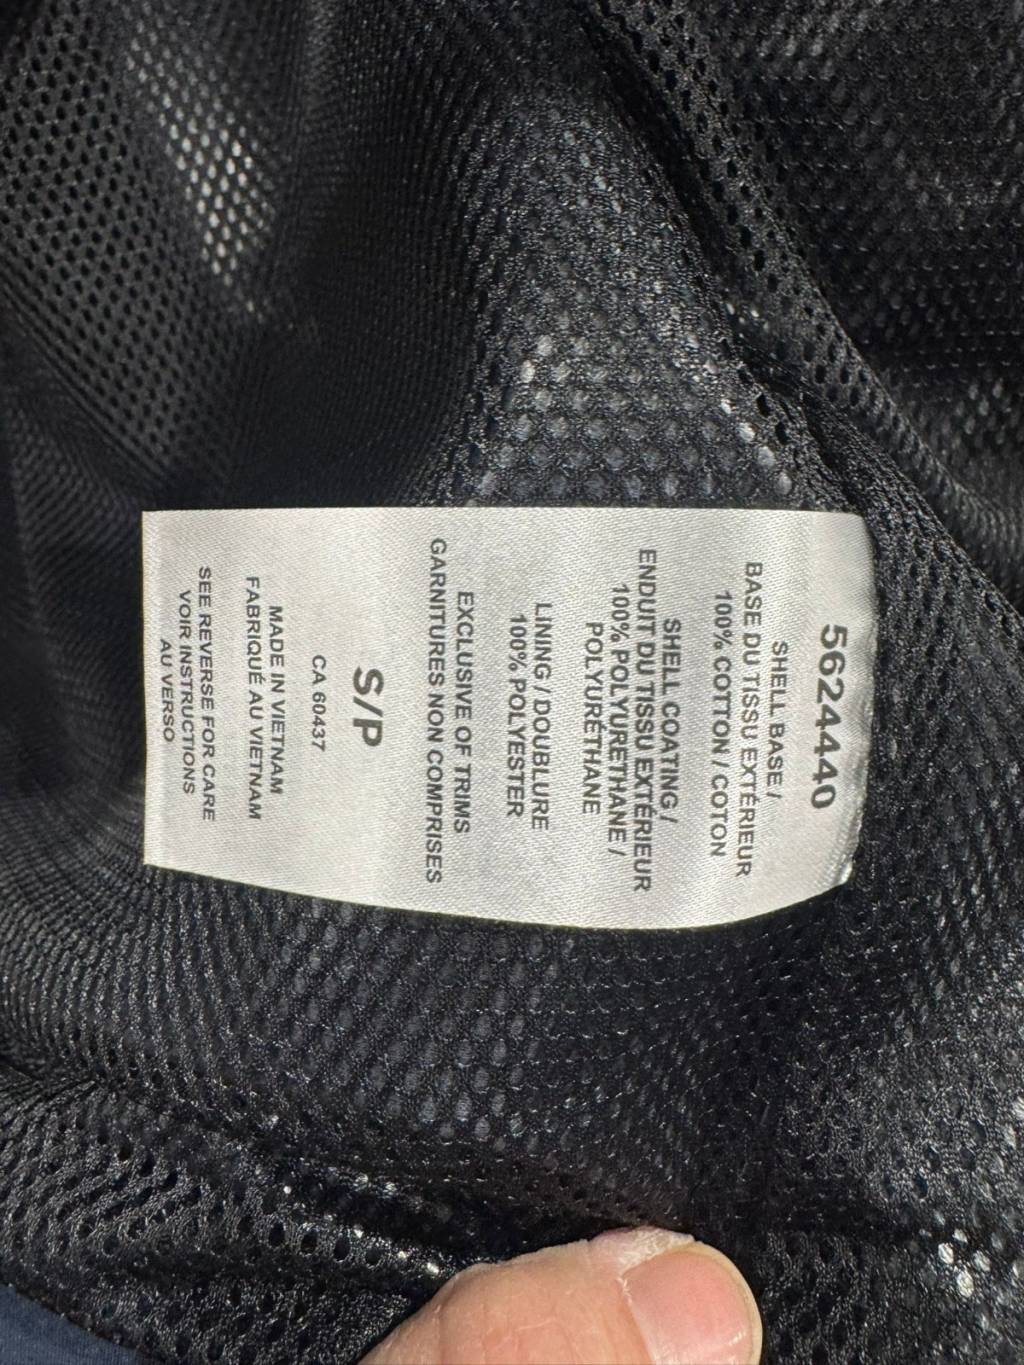 5624440
SHELL BASE /
BASE DU TISSU EXTÉRIEUR
100% COTTON / COTON
SHELL COATING /
ENDUIT DU TISSU EXTÉRIEUR
100% POLYURETHANE /
POLYURÉTHANE
LINING / DOUBLURE
100% POLYESTER
EXCLUSIVE OF TRIMS
GARNITURES NON COMPRISES
S/P
CA 60437
MADE IN VIETNAM
FABRIQUÉ AU VIETNAM
SEE REVERSE FOR CARE
VOIR INSTRUCTIONS
AU VERSO